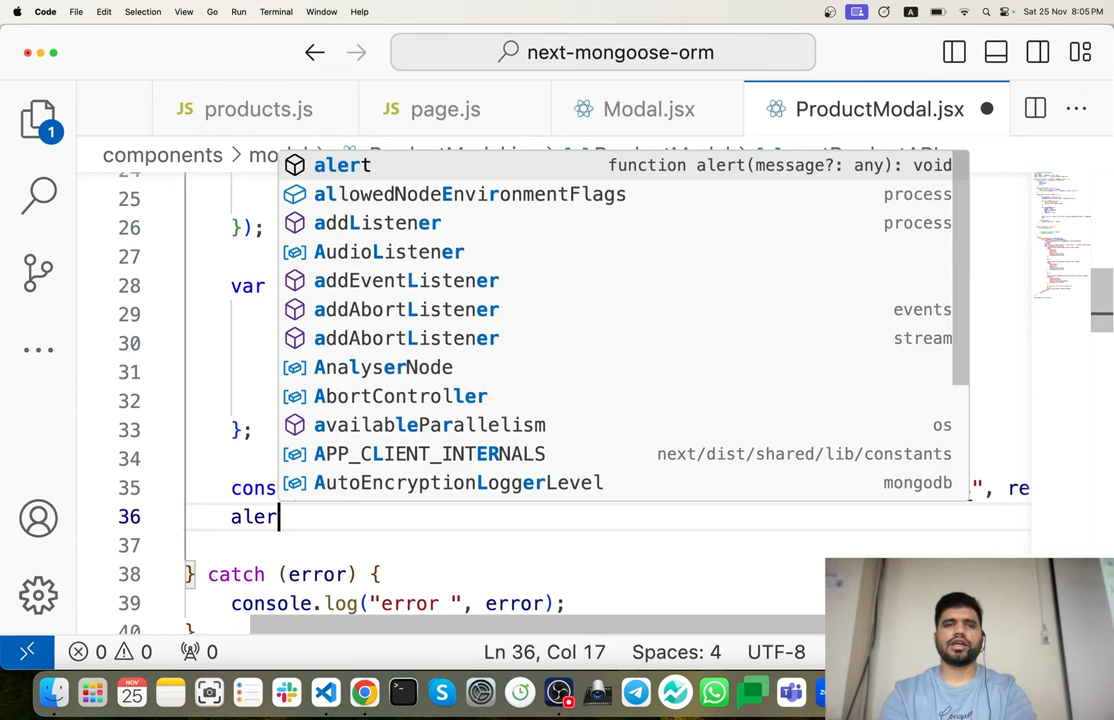 Code File Edit Selection View Go Run Terminal Window Help A Sat 25 Nov 8:05 PM
next-mongoose-orm
JS products.js JS page.js Modal.jsx ProductModal.jsx
1
components
alert function alert(message?: any): void
allowedNodeEnvironmentFlags process
25
addListener process
26 });
27 AudioListener
28 var addEventListener
29 addAbortListener events
30 addAbortListener stream
31 AnalyserNode
32 AbortController
33 }; availableParallelism os
34 APP_CLIENT_INTERNALS next/dist/shared/lib/constants
35 cons AutoEncryptionLoggerLevel mongodb ", re
36 aler
37
38 } catch (error) {
39 console.log("error ", error);
40 }
0 0 0 Ln 36, Col 17 Spaces: 4 UTF-8
NOV 25